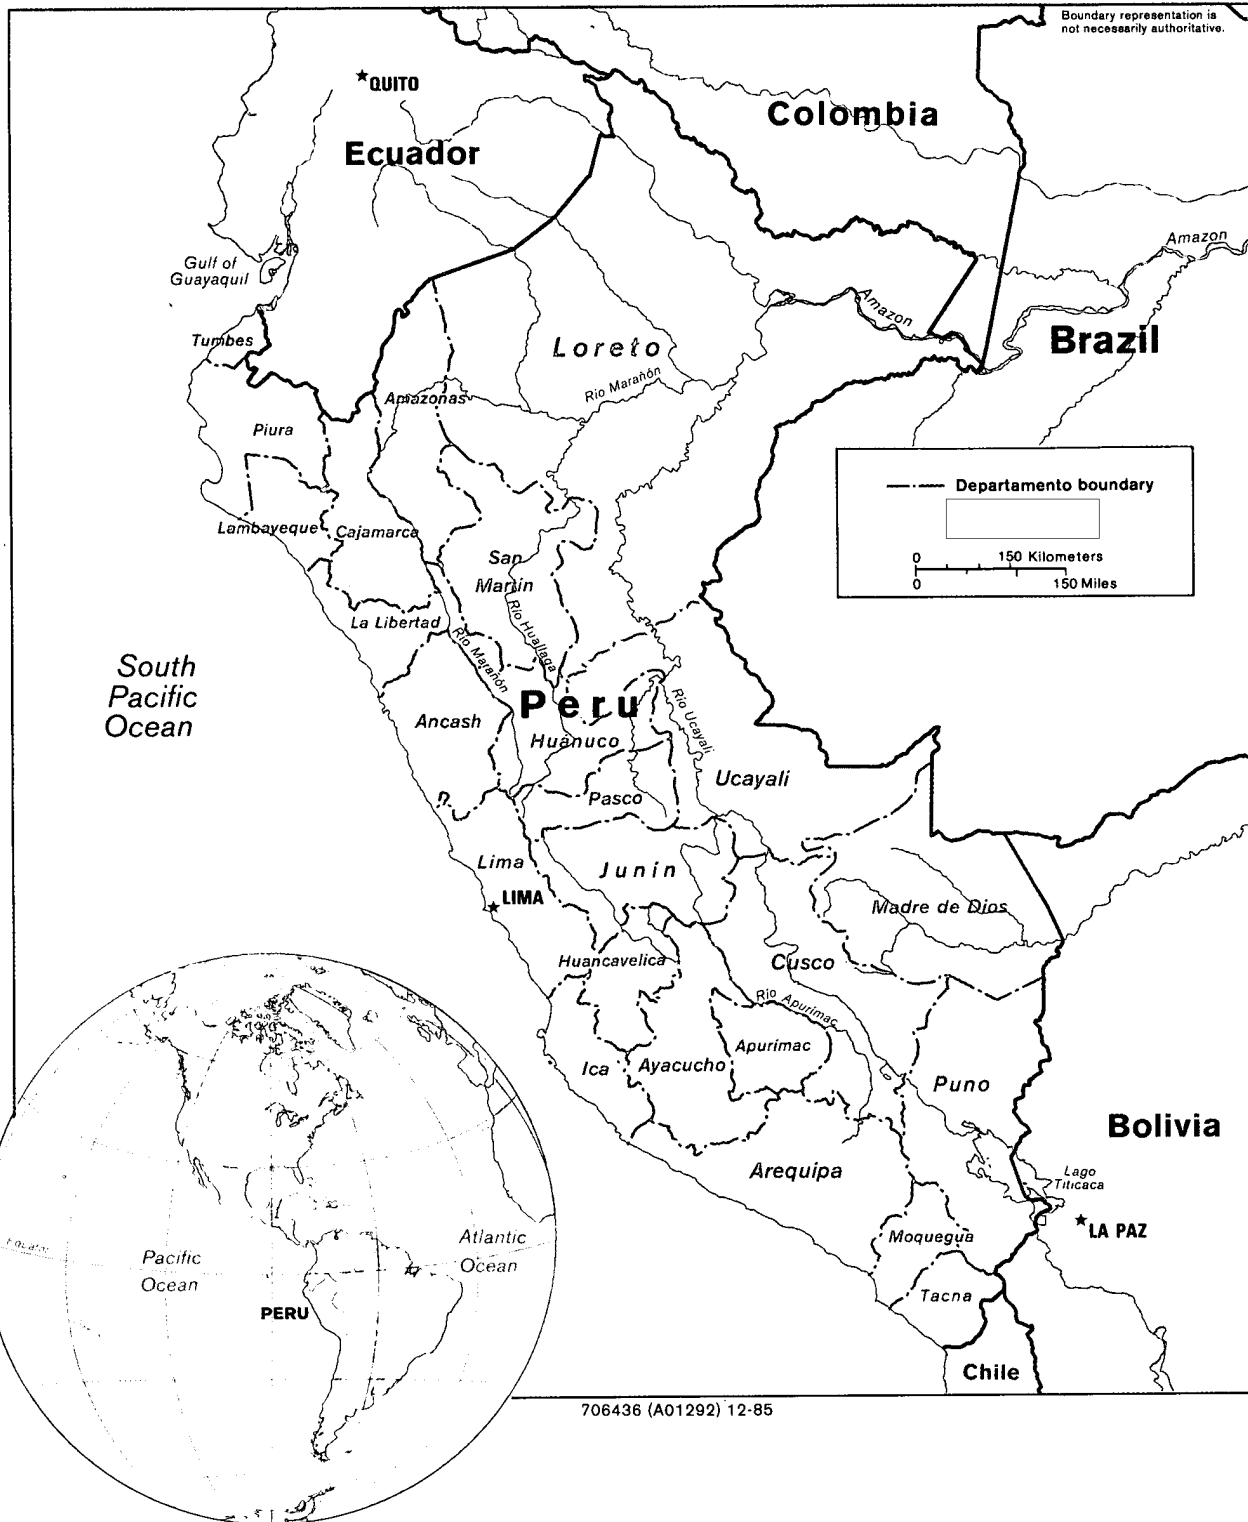 Boundary representation is
not necessarily authoritative.
QUITO
Colombia
Ecuador
Amazon
Gulf of
Guayaquil
Amazon
Tumbes
Brazil
Loreto
Rio Marañón
Amazonas
Piura
Departamento boundary
Lambayeque
Cajamarca
0 150 Kilometers
0 150 Miles
San
Martín
Río Huallaga
La Libertad
Río Marañón
South
Pacific
Ocean
Peru
Ancash
Río Ucayali
Huánuco
Ucayali
Pasco
Lima
Junín
LIMA
Madre de Dios
Huancavelica
Cusco
Río Apurímac
Ica
Ayacucho
Apurímac
Puno
Bolivia
Arequipa
Lago
Titicaca
LA PAZ
Moquegua
Tacna
Chile
Equator
Pacific
Ocean
Atlantic
Ocean
PERU
706436 (A01292) 12-85